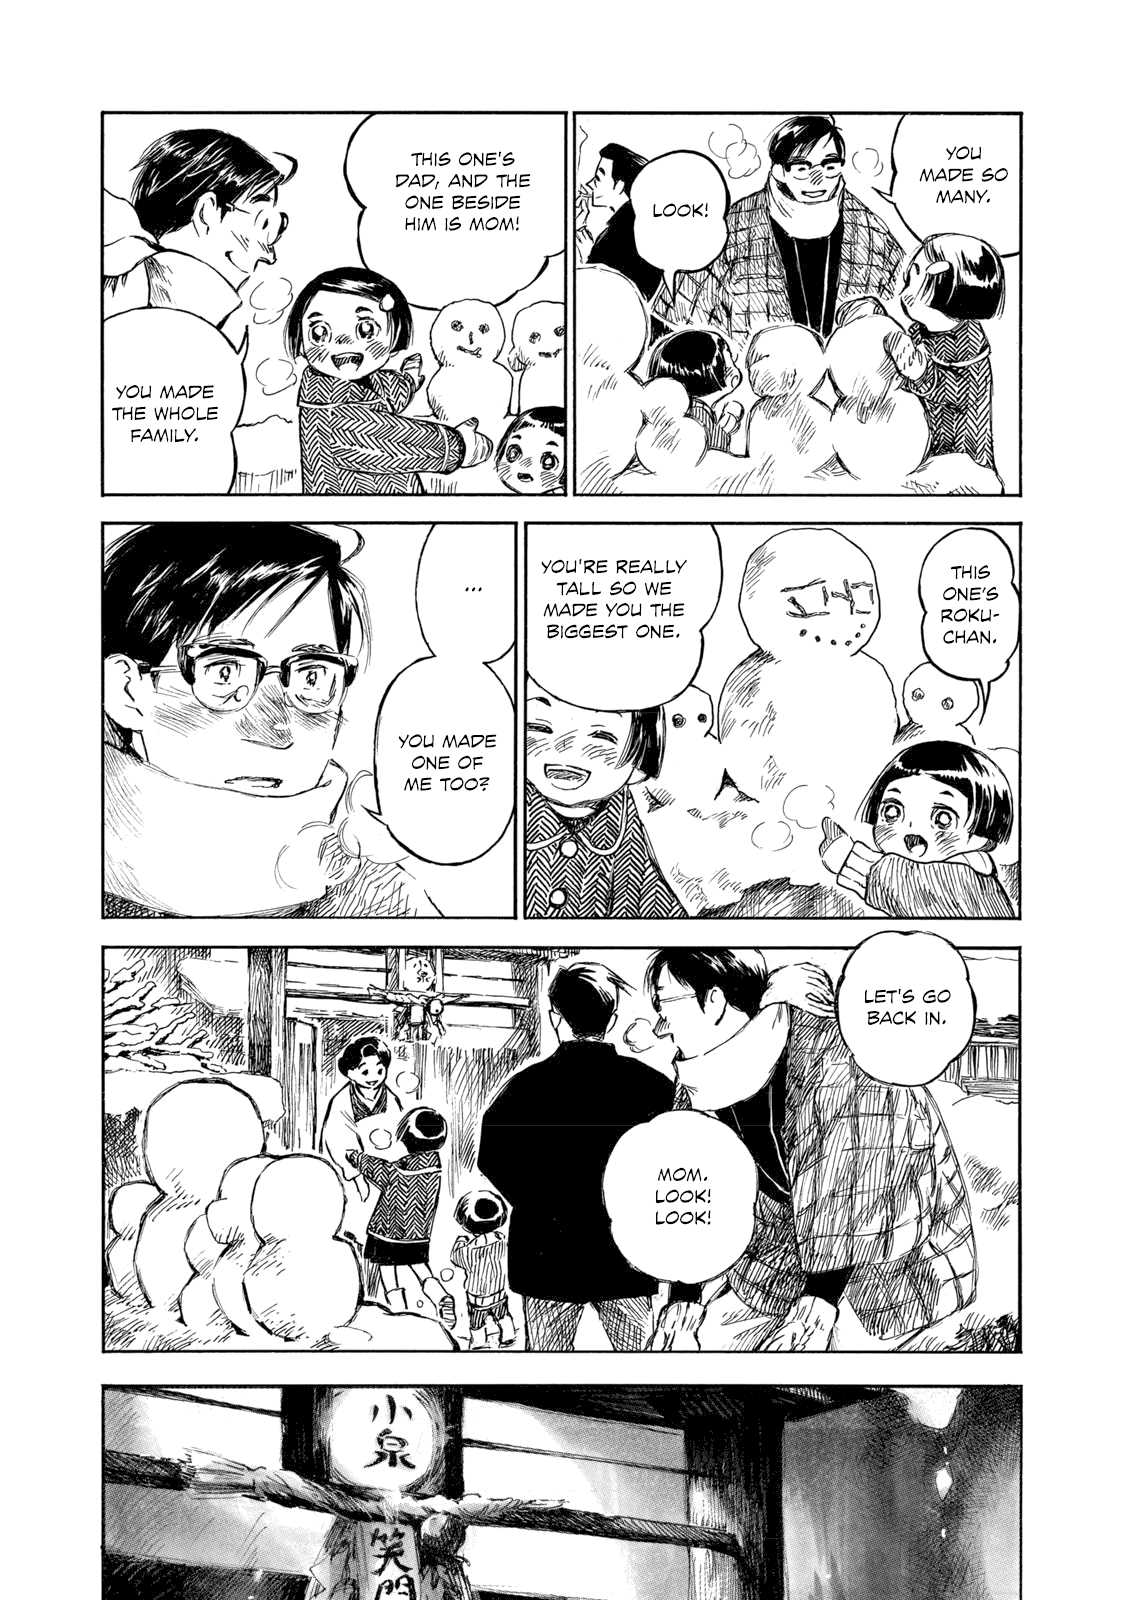 LOOK!
YOU
MADE SO
MANY.
THIS ONE'S
DAD, AND THE
ONE BESIDE
HIM IS MOM!
YOU MADE
THE WHOLE
FAMILY.
THIS
ONE'S
ROKU-
CHAN.
YOU'RE REALLY
TALL SO WE
MADE YOU THE
BIGGEST ONE.
...
YOU MADE
ONE OF
ME TOO?
LET'S GO
BACK IN.
小泉
MOM.
LOOK!
LOOK!
小泉
笑門